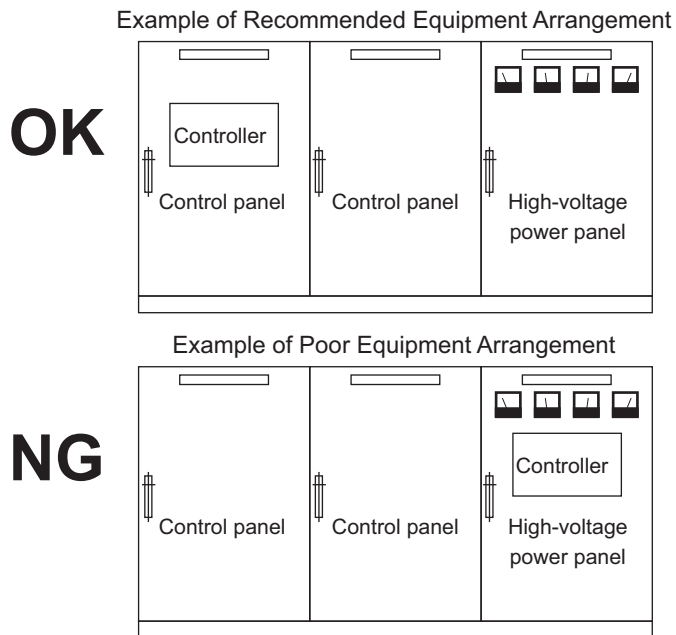 Example of Recommended Equipment Arrangement
OK
Controller
Control panel
Control panel
High-voltage
power panel
Example of Poor Equipment Arrangement
NG
Controller
Control panel
Control panel
High-voltage
power panel